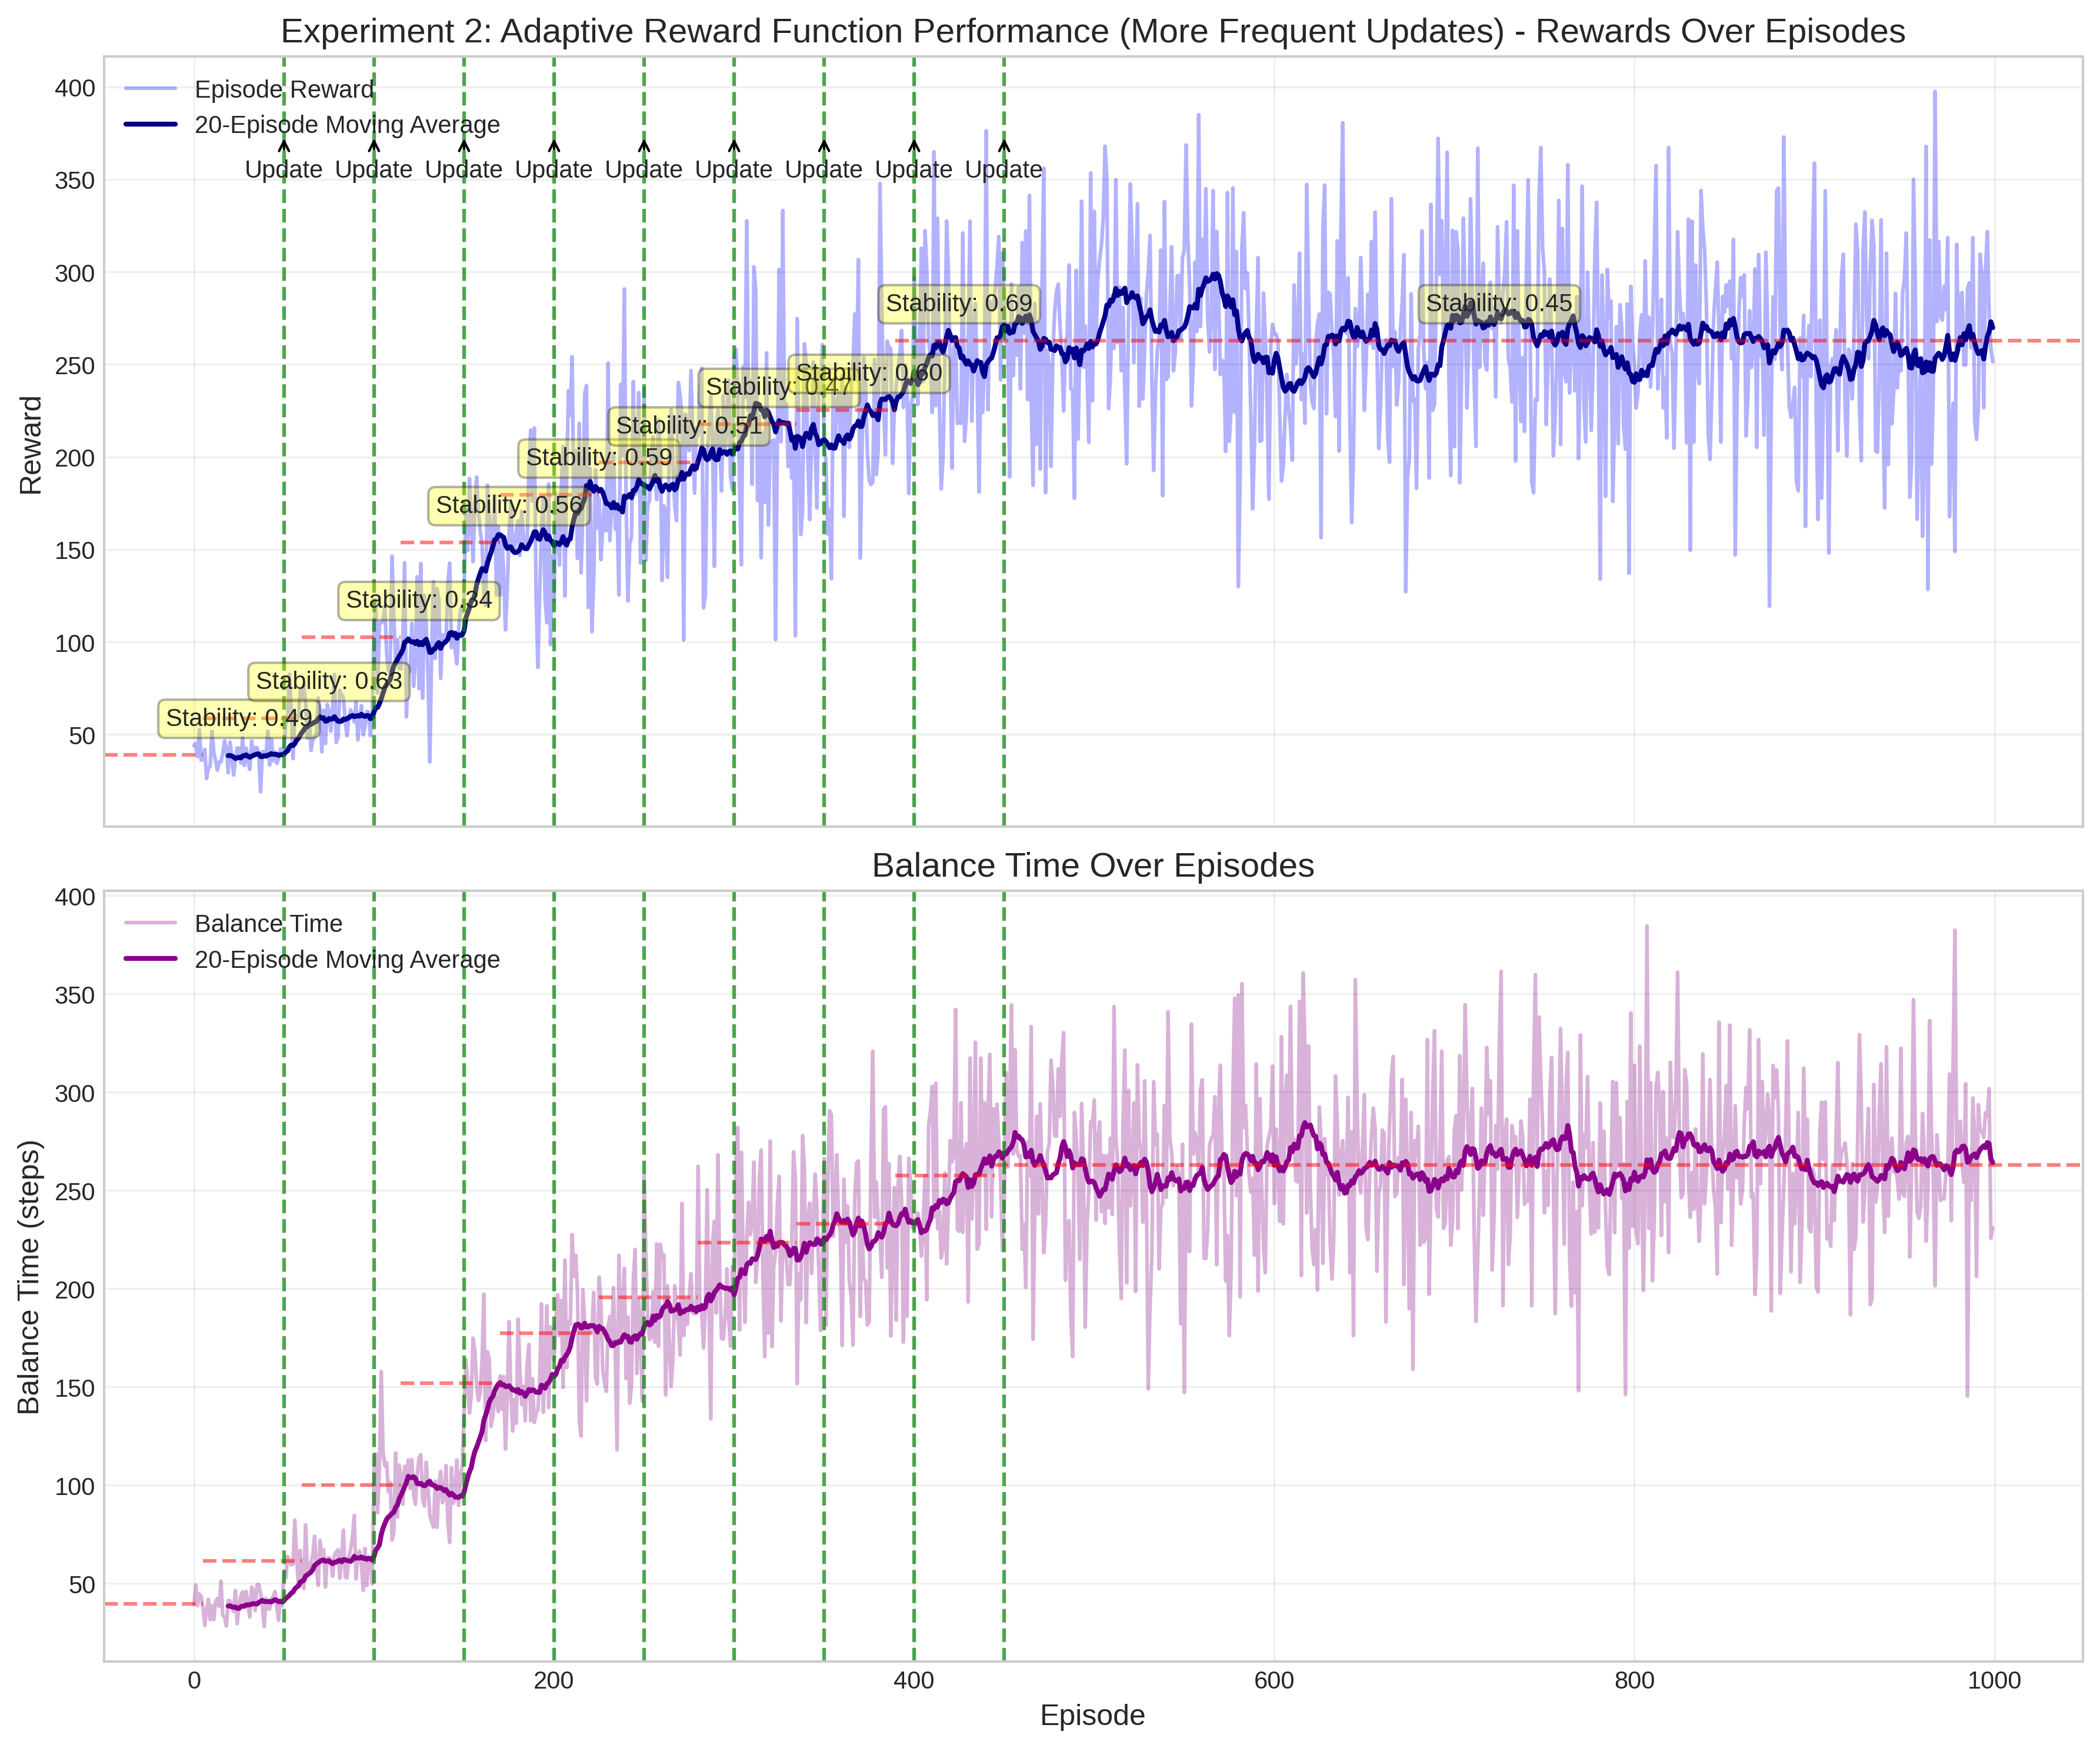 Experiment 2: Adaptive Reward Function Performance (More Frequent Updates) - Rewards Over Episodes
Reward
400
350
300
250
200
150
100
50
Episode Reward
20-Episode Moving Average
Update Update Update Update Update Update Update Update Update
Stability: 0.69
Stability: 0.45
Stability: 0.60
Stability: 0.47
Stability: 0.51
Stability: 0.59
Stability: 0.56
Stability: 0.34
Stability: 0.63
Stability: 0.49
Balance Time Over Episodes
Balance Time (steps)
400
350
300
250
200
150
100
50
Balance Time
20-Episode Moving Average
0 200 400 600 800 1000
Episode